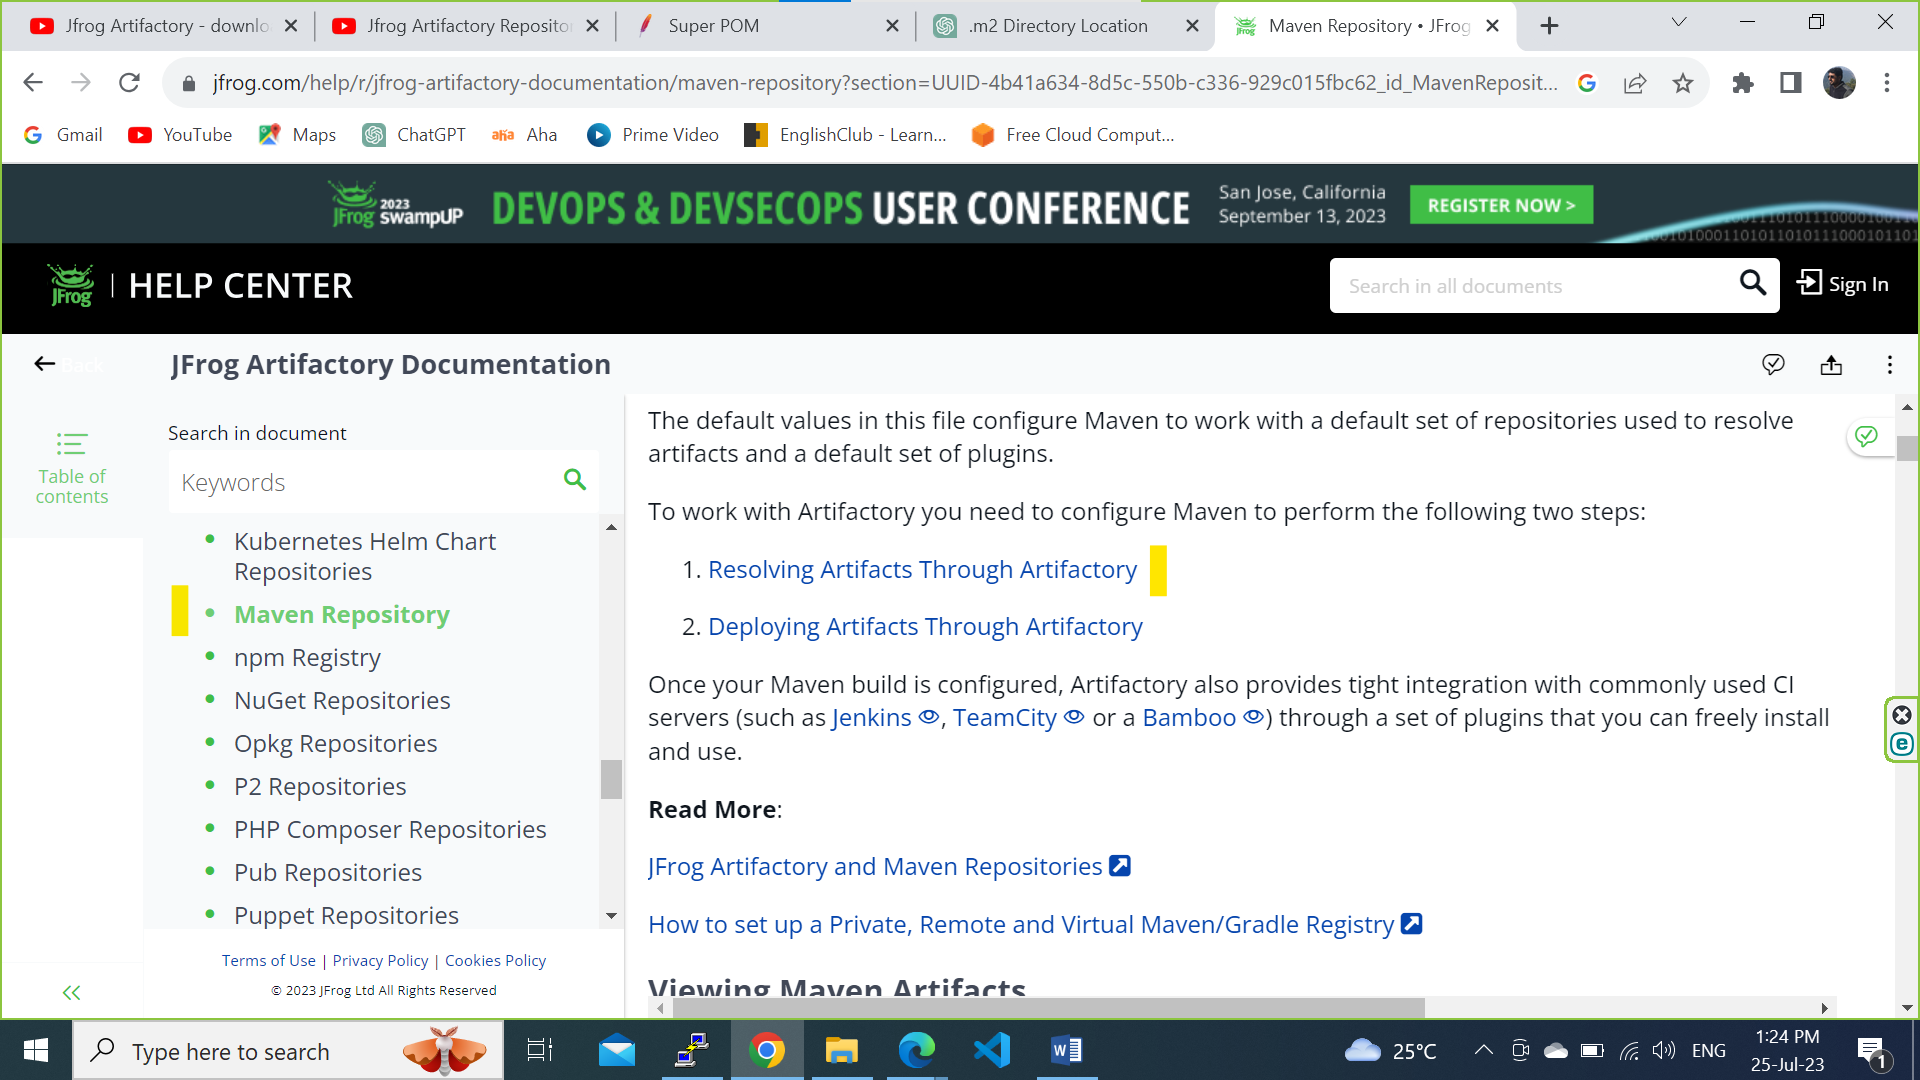 Jfrog Artifactory - downlo
Jfrog Artifactory Repositor
Super POM
.m2 Directory Location
Maven Repository • JFrog
jfrog.com/help/r/jfrog-artifactory-documentation/maven-repository?section=UUID-4b41a634-8d5c-550b-c336-929c015fbc62_id_MavenReposit...
Gmail
YouTube
Maps
ChatGPT
aha Aha
Prime Video
EnglishClub - Learn...
Free Cloud Comput...
JFrog 2023 swampUP
DEVOPS & DEVSECOPS USER CONFERENCE
San Jose, California
September 13, 2023
REGISTER NOW >
JFrog | HELP CENTER
Search in all documents
Sign In
Back
JFrog Artifactory Documentation
Table of
contents
Search in document
Keywords
Kubernetes Helm Chart
Repositories
Maven Repository
npm Registry
NuGet Repositories
Opkg Repositories
P2 Repositories
PHP Composer Repositories
Pub Repositories
Puppet Repositories
Terms of Use | Privacy Policy | Cookies Policy
© 2023 JFrog Ltd All Rights Reserved
The default values in this file configure Maven to work with a default set of repositories used to resolve
artifacts and a default set of plugins.
To work with Artifactory you need to configure Maven to perform the following two steps:
1. Resolving Artifacts Through Artifactory
2. Deploying Artifacts Through Artifactory
Once your Maven build is configured, Artifactory also provides tight integration with commonly used CI
servers (such as Jenkins, TeamCity or a Bamboo) through a set of plugins that you can freely install
and use.
Read More:
JFrog Artifactory and Maven Repositories
How to set up a Private, Remote and Virtual Maven/Gradle Registry
Viewing Maven Artifacts
Type here to search
25°C
ENG
1:24 PM
25-Jul-23
1